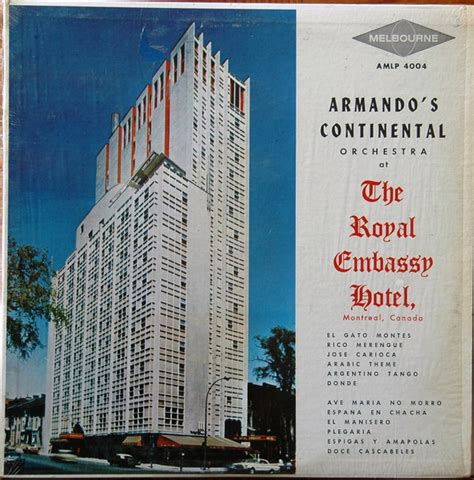 MELBOURNE
AMLP 4004
ARMANDO'S
CONTINENTAL
ORCHESTRA
at
The
Royal
Embassy
Hotel,
Montreal, Canada
EL GATO MONTES
RICO MERENGUE
JOSE CARIOCA
ARABIC THEME
ARGENTINO TANGO
DONDE
AVE MARIA NO MORRO
ESPANA EN CHACHA
EL MANISERO
PLEGARIA
ESPIGAS Y AMAPOLAS
DOCE CASCABELES